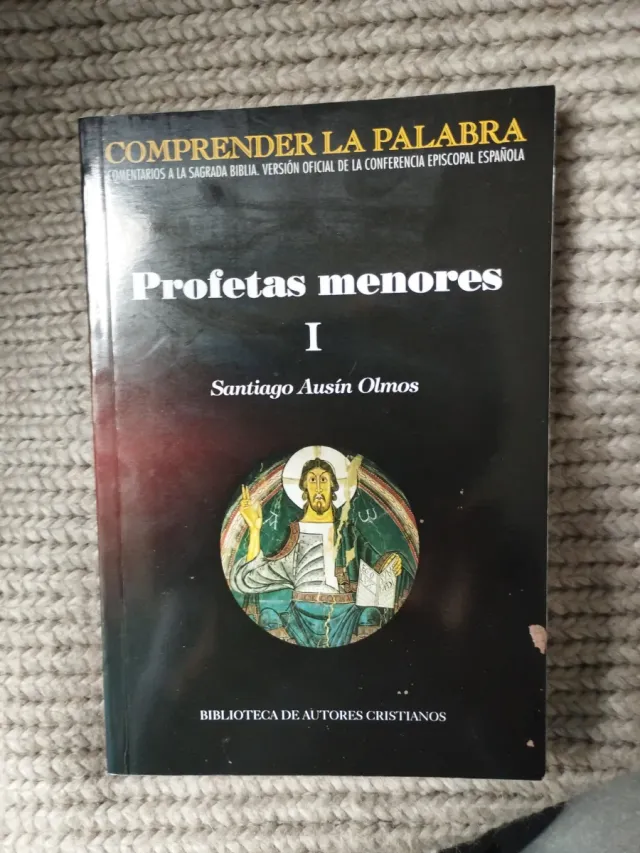 COMPRENDER LA PALABRA
COMENTARIOS A LA SAGRADA BIBLIA. VERSIÓN OFICIAL DE LA CONFERENCIA EPISCOPAL ESPAÑOLA
Profetas menores
I
Santiago Ausín Olmos
BIBLIOTECA DE AUTORES CRISTIANOS